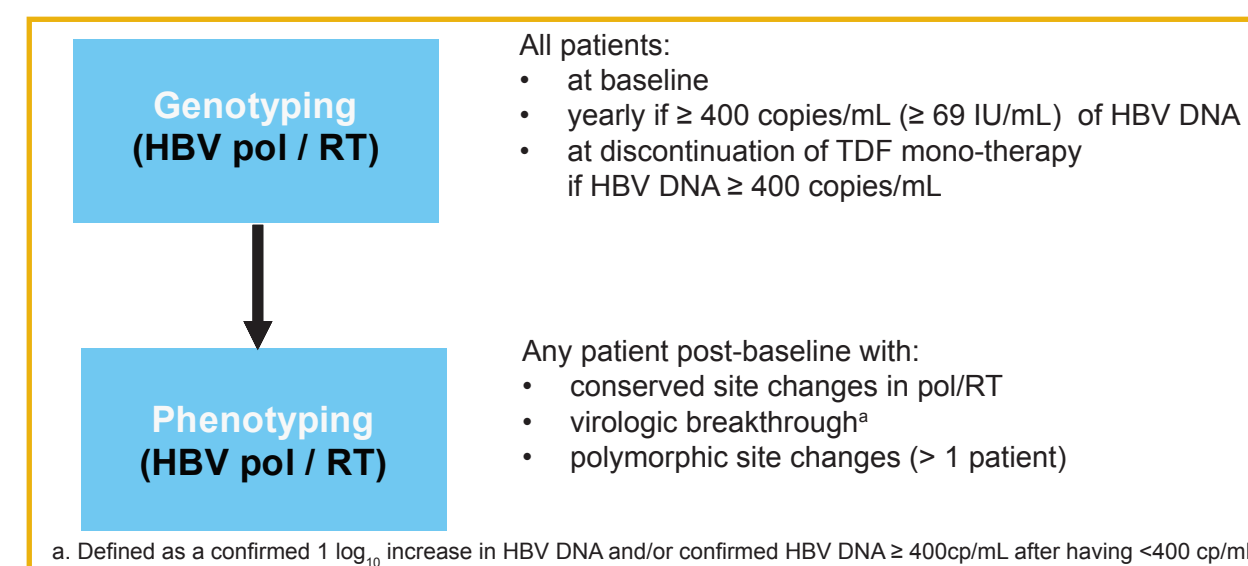 Genotyping
(HBV pol / RT)
All patients:
• at baseline
• yearly if ≥ 400 copies/mL (≥ 69 IU/mL) of HBV DNA
• at discontinuation of TDF mono-therapy
if HBV DNA ≥ 400 copies/mL
Phenotyping
(HBV pol / RT)
Any patient post-baseline with:
• conserved site changes in pol/RT
• virologic breakthroughᵃ
• polymorphic site changes (> 1 patient)
a. Defined as a confirmed 1 log₁₀ increase in HBV DNA and/or confirmed HBV DNA ≥ 400cp/mL after having <400 cp/mL